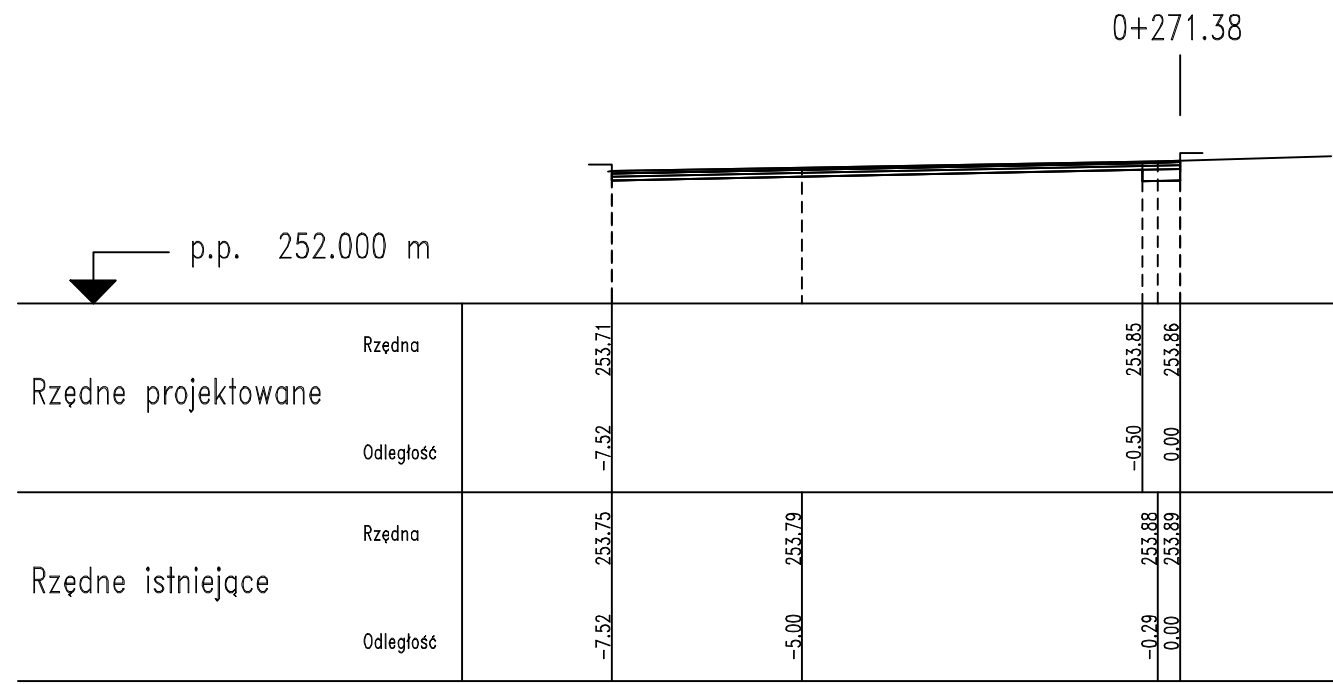 0+271.38
p.p. 252.000 m
Rzędne projektowane
Rzędna
253.71
253.85
253.86
Odległość
-7.52
-0.50
0.00
Rzędne istniejące
Rzędna
253.75
253.79
253.88
253.89
Odległość
-7.52
-5.00
-0.29
0.00